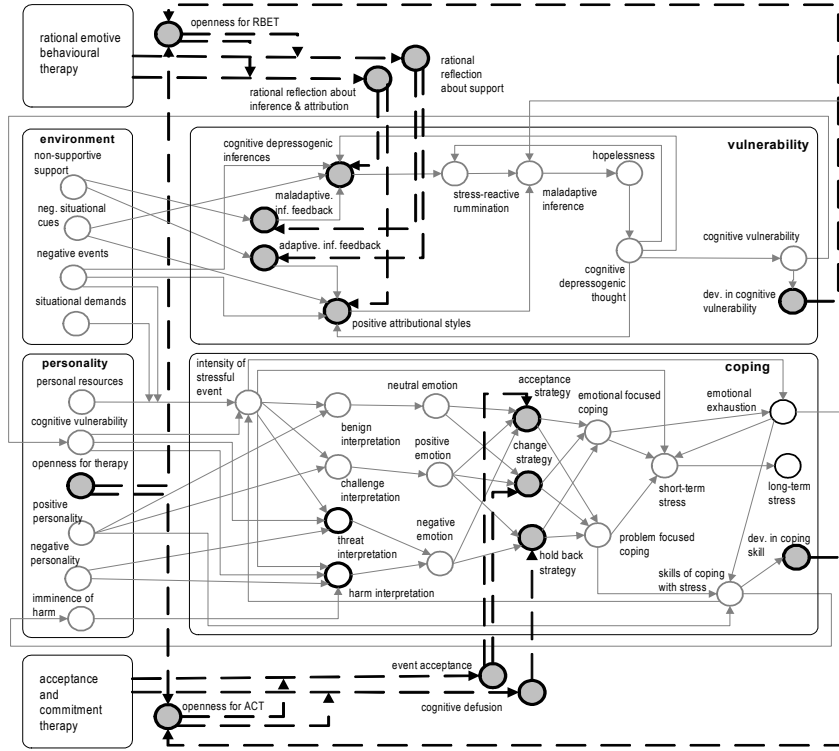 openness for RBET
rational emotive
behavioural
therapy
rational
reflection
about support
rational reflection about
inference & attribution
environment
non-supportive
support
neg. situational
cues
negative events
situational demands
vulnerability
cognitive depressogenic
inferences
maladaptive.
inf. feedback
adaptive. inf. feedback
positive attributional styles
stress-reactive
rummination
maladaptive
inference
hopelessness
cognitive
depressogenic
thought
cognitive vulnerability
dev. in cognitive
vulnerability
personality
personal resources
cognitive vulnerability
openness for therapy
positive
personality
negative
personality
imminence of
harm
coping
intensity of
stressful
event
neutral emotion
benign
interpretation
positive
emotion
challenge
interpretation
negative
emotion
threat
interpretation
harm interpretation
acceptance
strategy
change
strategy
hold back
strategy
emotional focused
coping
problem focused
coping
emotional
exhaustion
short-term
stress
long-term
stress
dev. in coping
skill
skills of coping
with stress
acceptance
and
commitment
therapy
openness for ACT
event acceptance
cognitive defusion